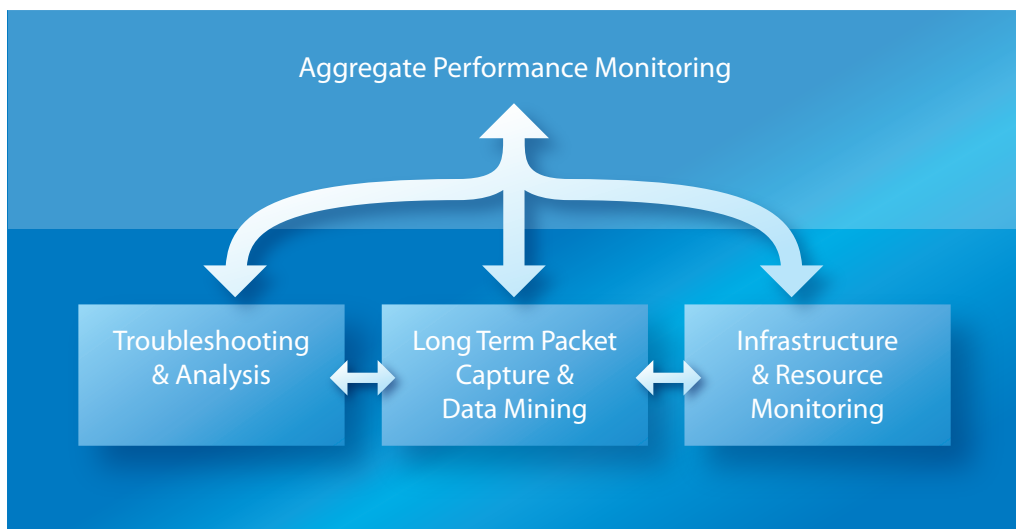 Aggregate Performance Monitoring
Troubleshooting
& Analysis
Long Term Packet
Capture &
Data Mining
Infrastructure
& Resource
Monitoring